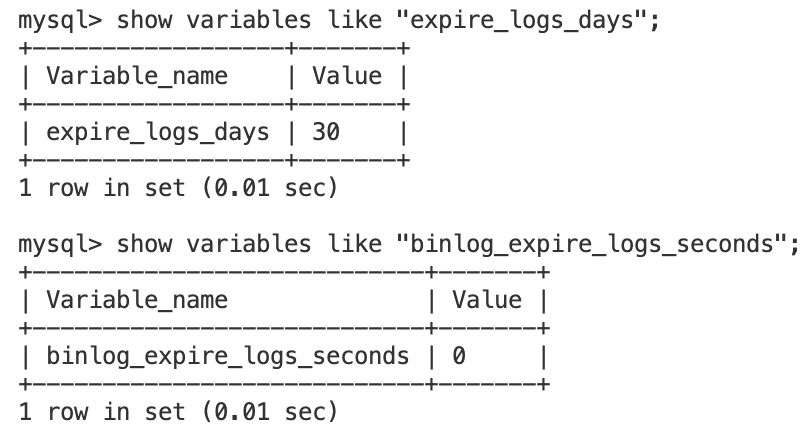 mysql> show variables like "expire_logs_days";
+------------------+-------+
| Variable_name    | Value |
+------------------+-------+
| expire_logs_days | 30    |
+------------------+-------+
1 row in set (0.01 sec)

mysql> show variables like "binlog_expire_logs_seconds";
+----------------------------+-------+
| Variable_name              | Value |
+----------------------------+-------+
| binlog_expire_logs_seconds | 0     |
+----------------------------+-------+
1 row in set (0.01 sec)